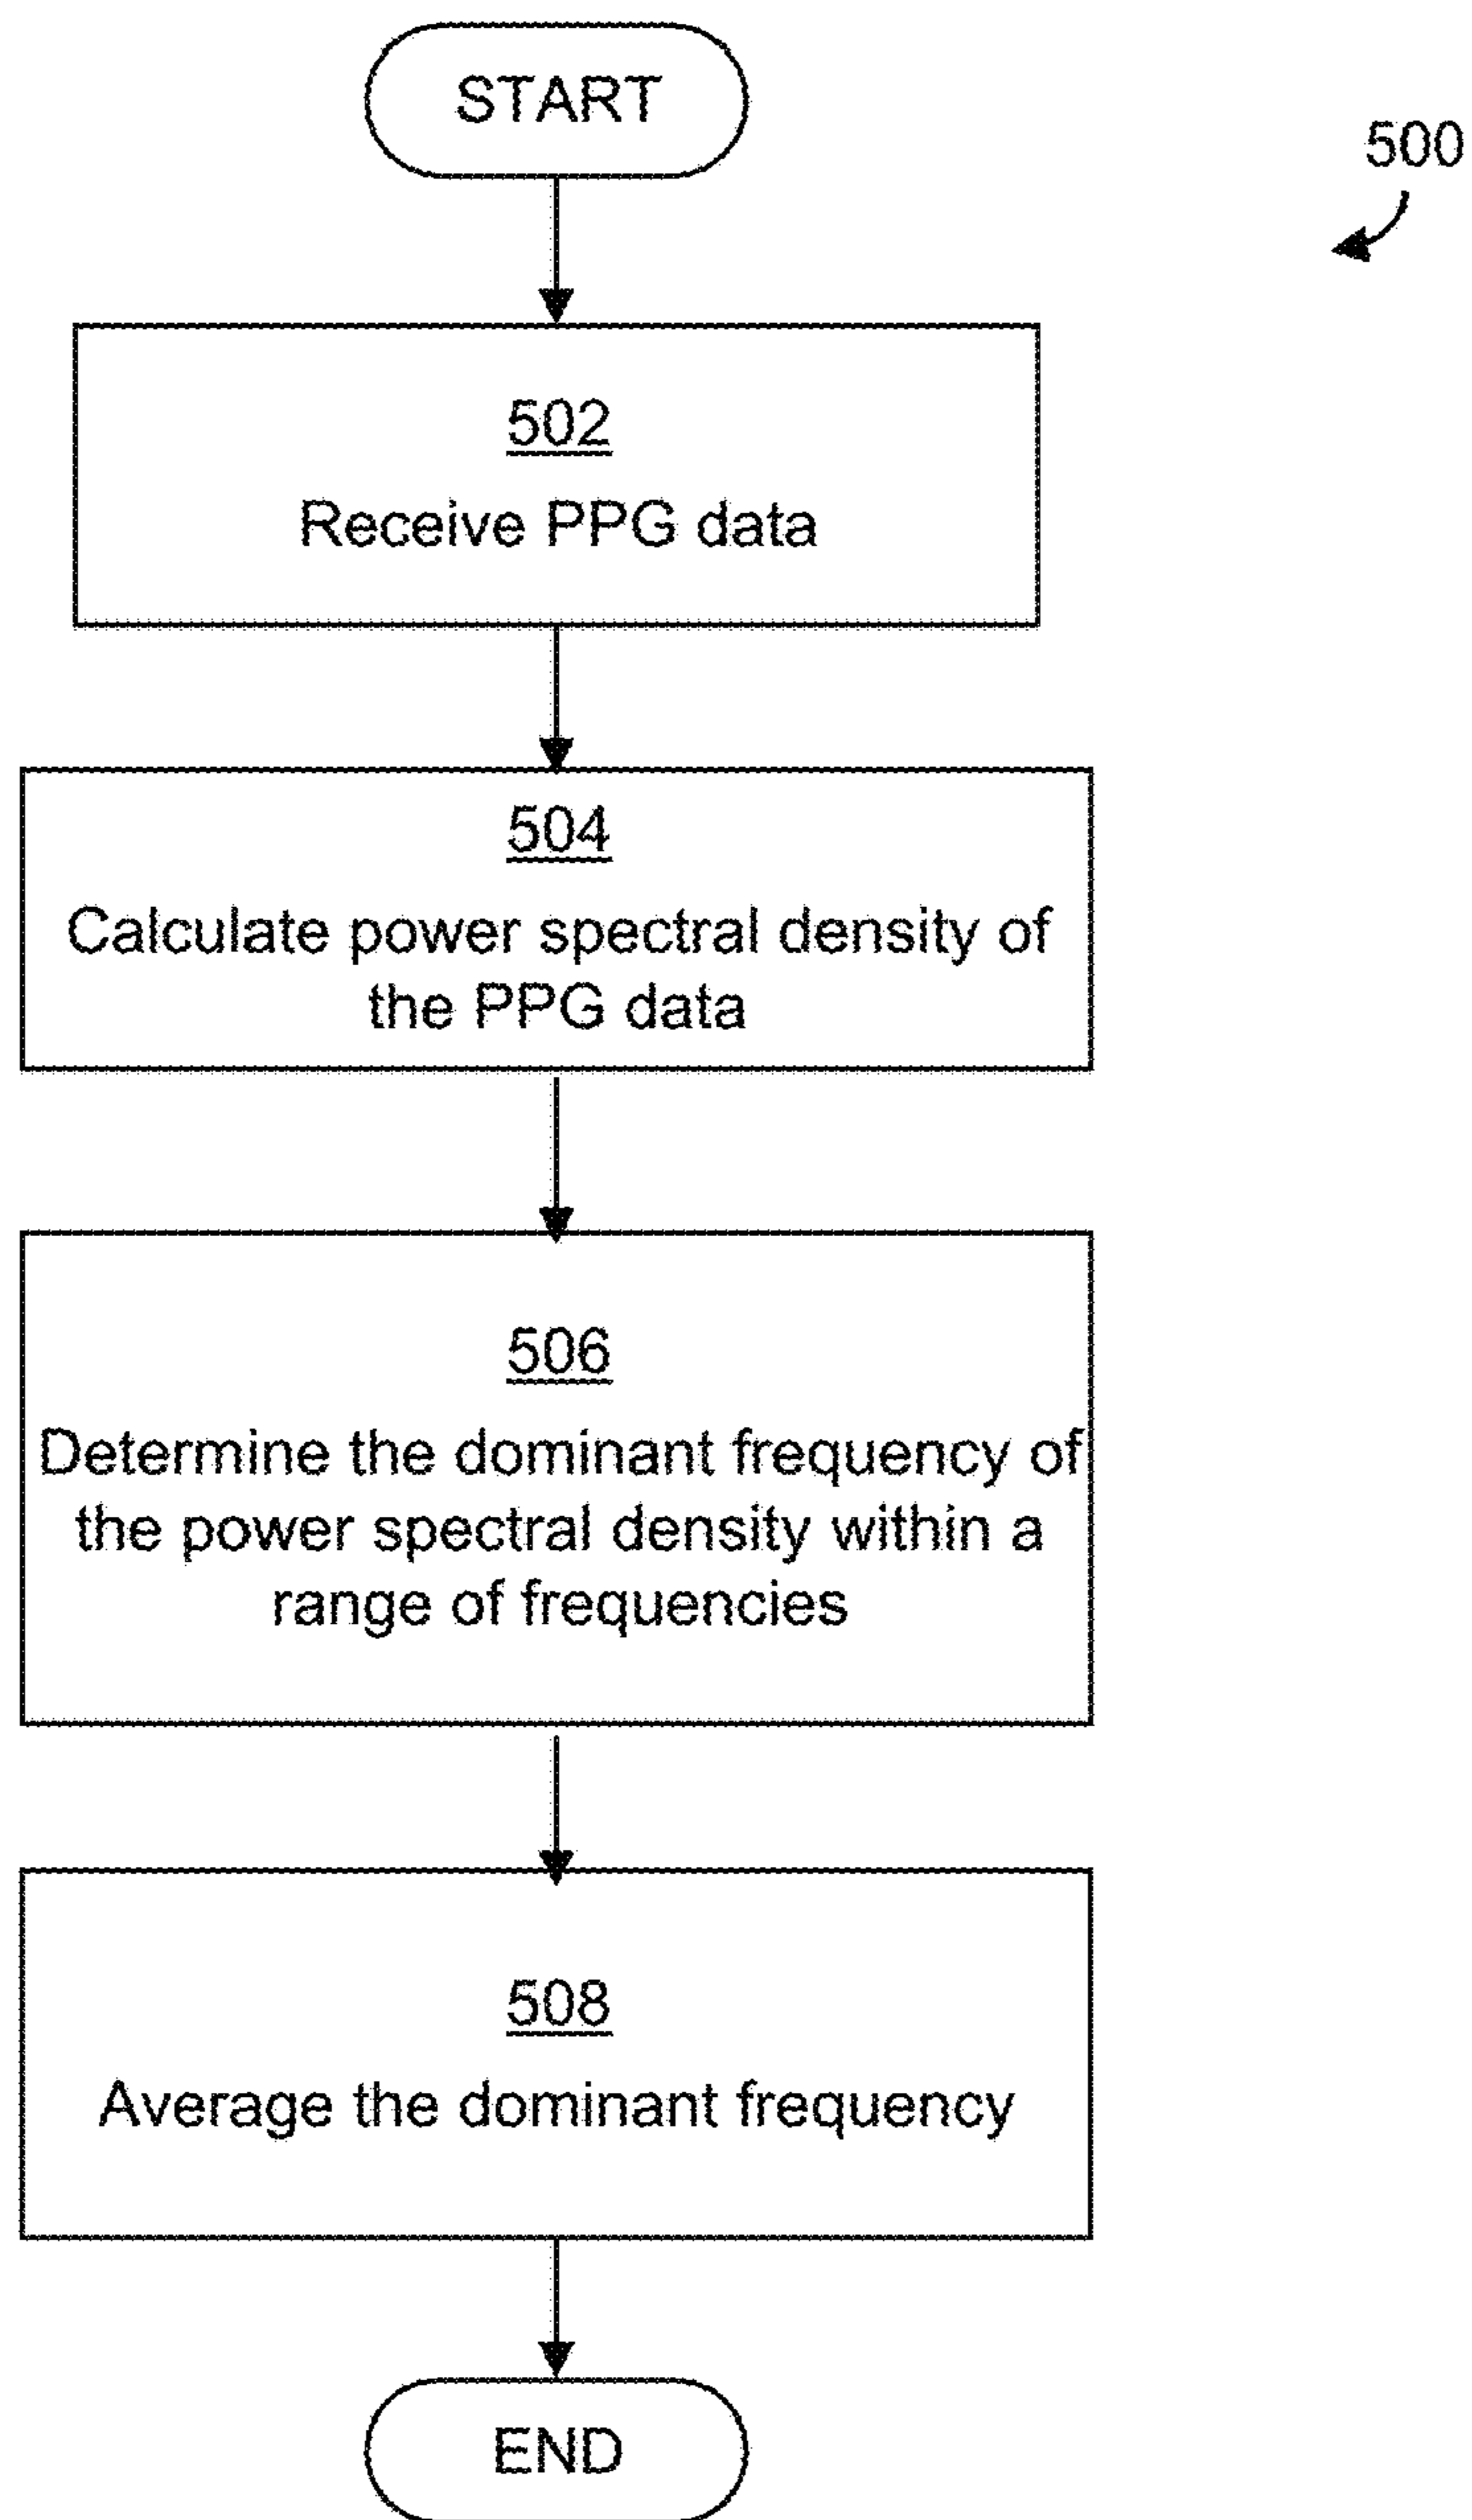 START
500
502
Receive PPG data
504
Calculate power spectral density of
the PPG data
506
Determine the dominant frequency of
the power spectral density within a
range of frequencies
508
Average the dominant frequency
END